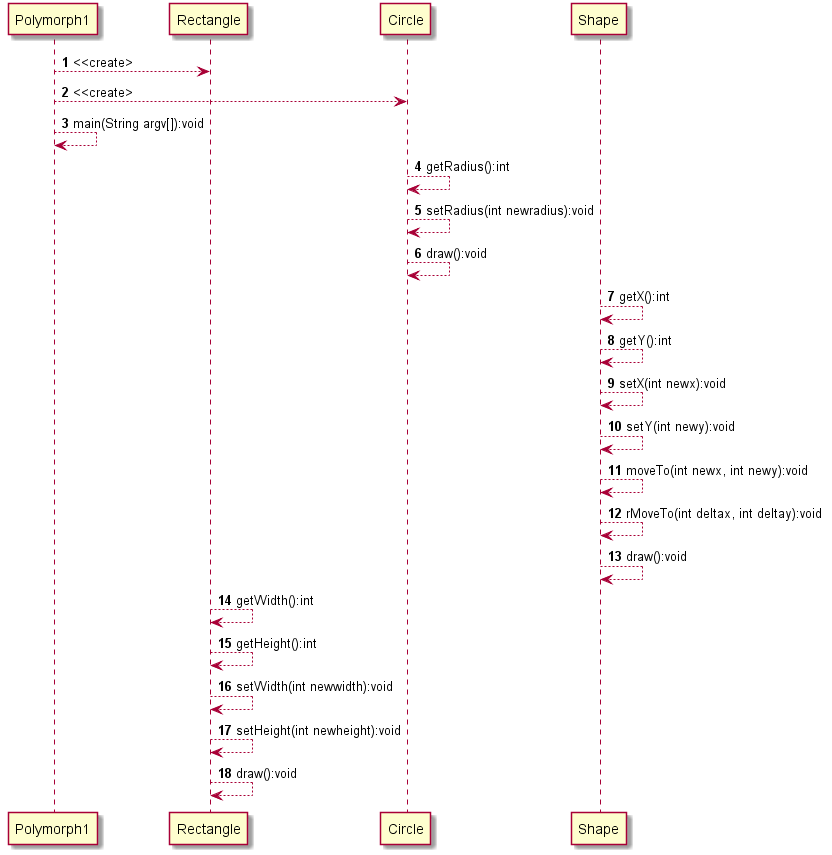 Polymorph1 Rectangle Circle Shape
1 <<create>
2 <<create>
3 main(String argv[]):void
4 getRadius():int
5 setRadius(int newradius):void
6 draw():void
7 getX():int
8 getY():int
9 setX(int newx):void
10 setY(int newy):void
11 moveTo(int newx, int newy):void
12 rMoveTo(int deltax, int deltay):void
13 draw():void
14 getWidth():int
15 getHeight():int
16 setWidth(int newwidth):void
17 setHeight(int newheight):void
18 draw():void
Polymorph1 Rectangle Circle Shape